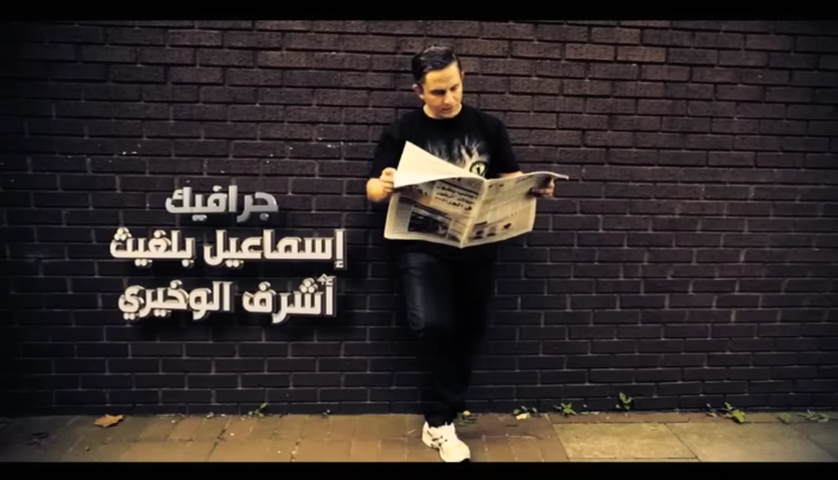 جرافيك
إسماعيل بلغيث
أشرف الوخيري